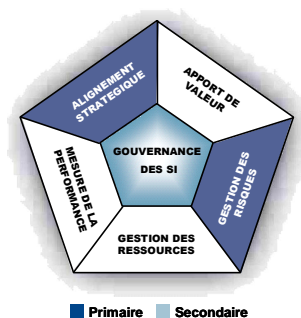 ALIGNEMENT
STRATEGIQUE
APPORT DE
VALEUR
GOUVERNANCE
DES SI
MESURE DE LA
PERFORMANCE
GESTION DES
RISQUES
GESTION DES
RESSOURCES
Primaire Secondaire